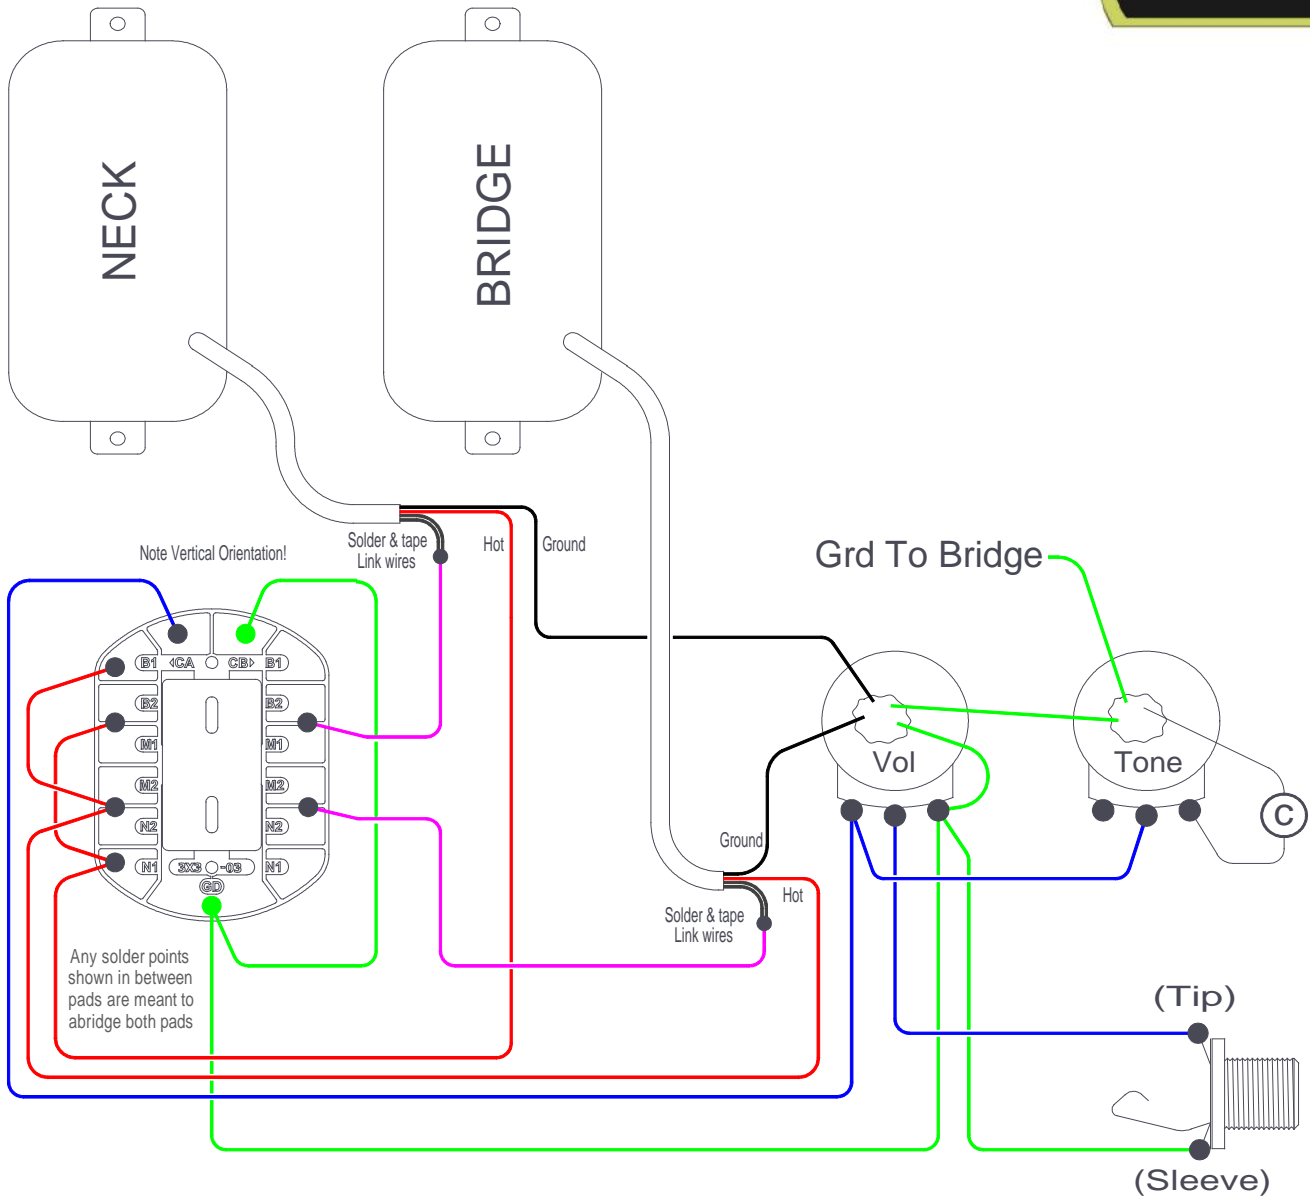 NECK
BRIDGE
Solder & tape
Link wires
Hot
Ground
Note Vertical Orientation!
Grd To Bridge
B1
CA
CB
B1
B2
B2
M1
M1
M2
M2
N2
N2
N1
3X3
-03
N1
GD
Vol
Tone
C
Ground
Hot
Solder & tape
Link wires
Any solder points
shown in between
pads are meant to
abridge both pads
(Tip)
(Sleeve)